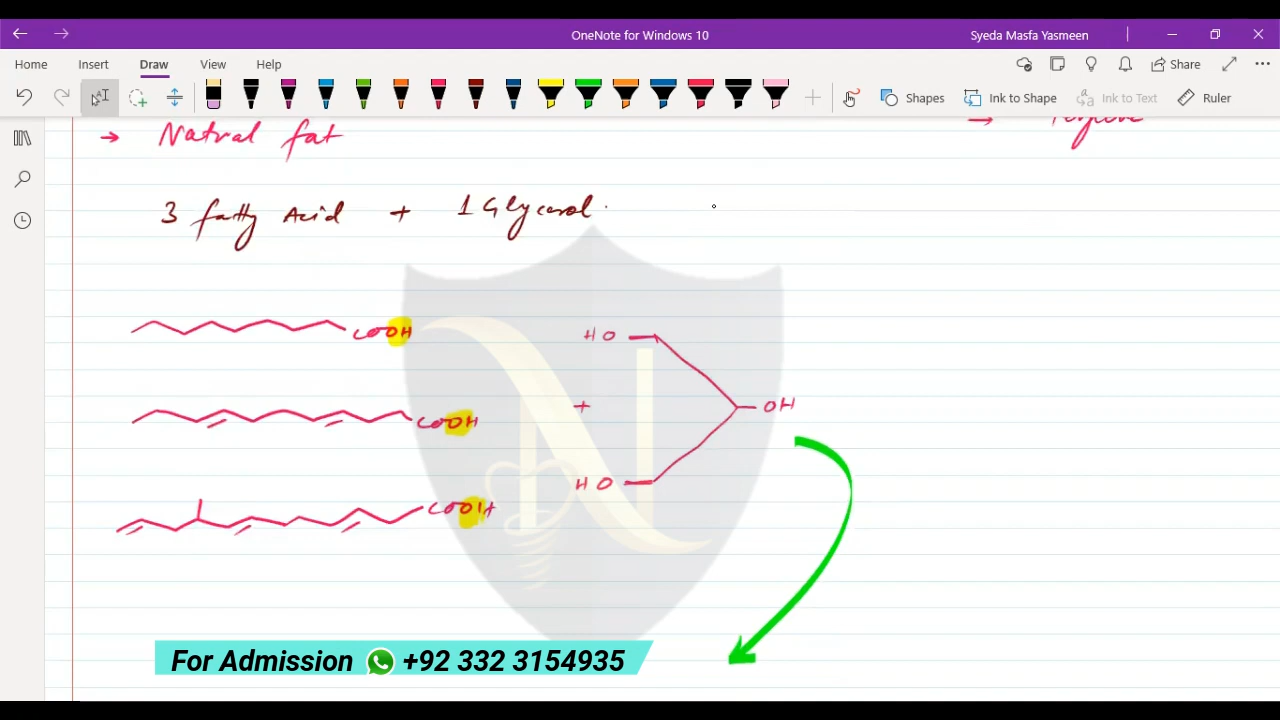 OneNote for Windows 10
Syeda Masfa Yasmeen
Home Insert Draw View Help
Share
Shapes Ink to Shape Ink to Text Ruler
→ Natral fat
3 fatty Acid + 1 Glycerol.
COOH
HO
COOH
+
OH
HO
COOH
For Admission +92 332 3154935